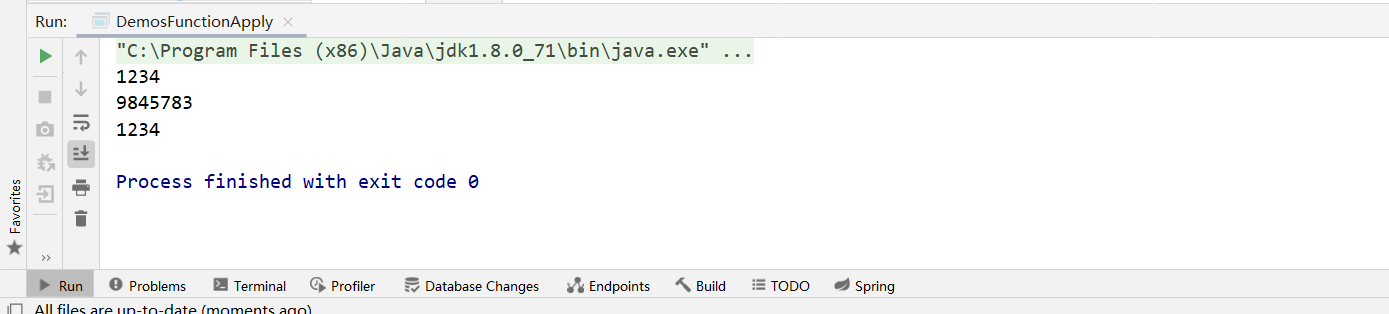 Run: DemosFunctionApply
"C:\Program Files (x86)\Java\jdk1.8.0_71\bin\java.exe" ...
1234
9845783
1234
Process finished with exit code 0
Favorites
Run Problems Terminal Profiler Database Changes Endpoints Build TODO Spring
All files are up-to-date (moments ago)